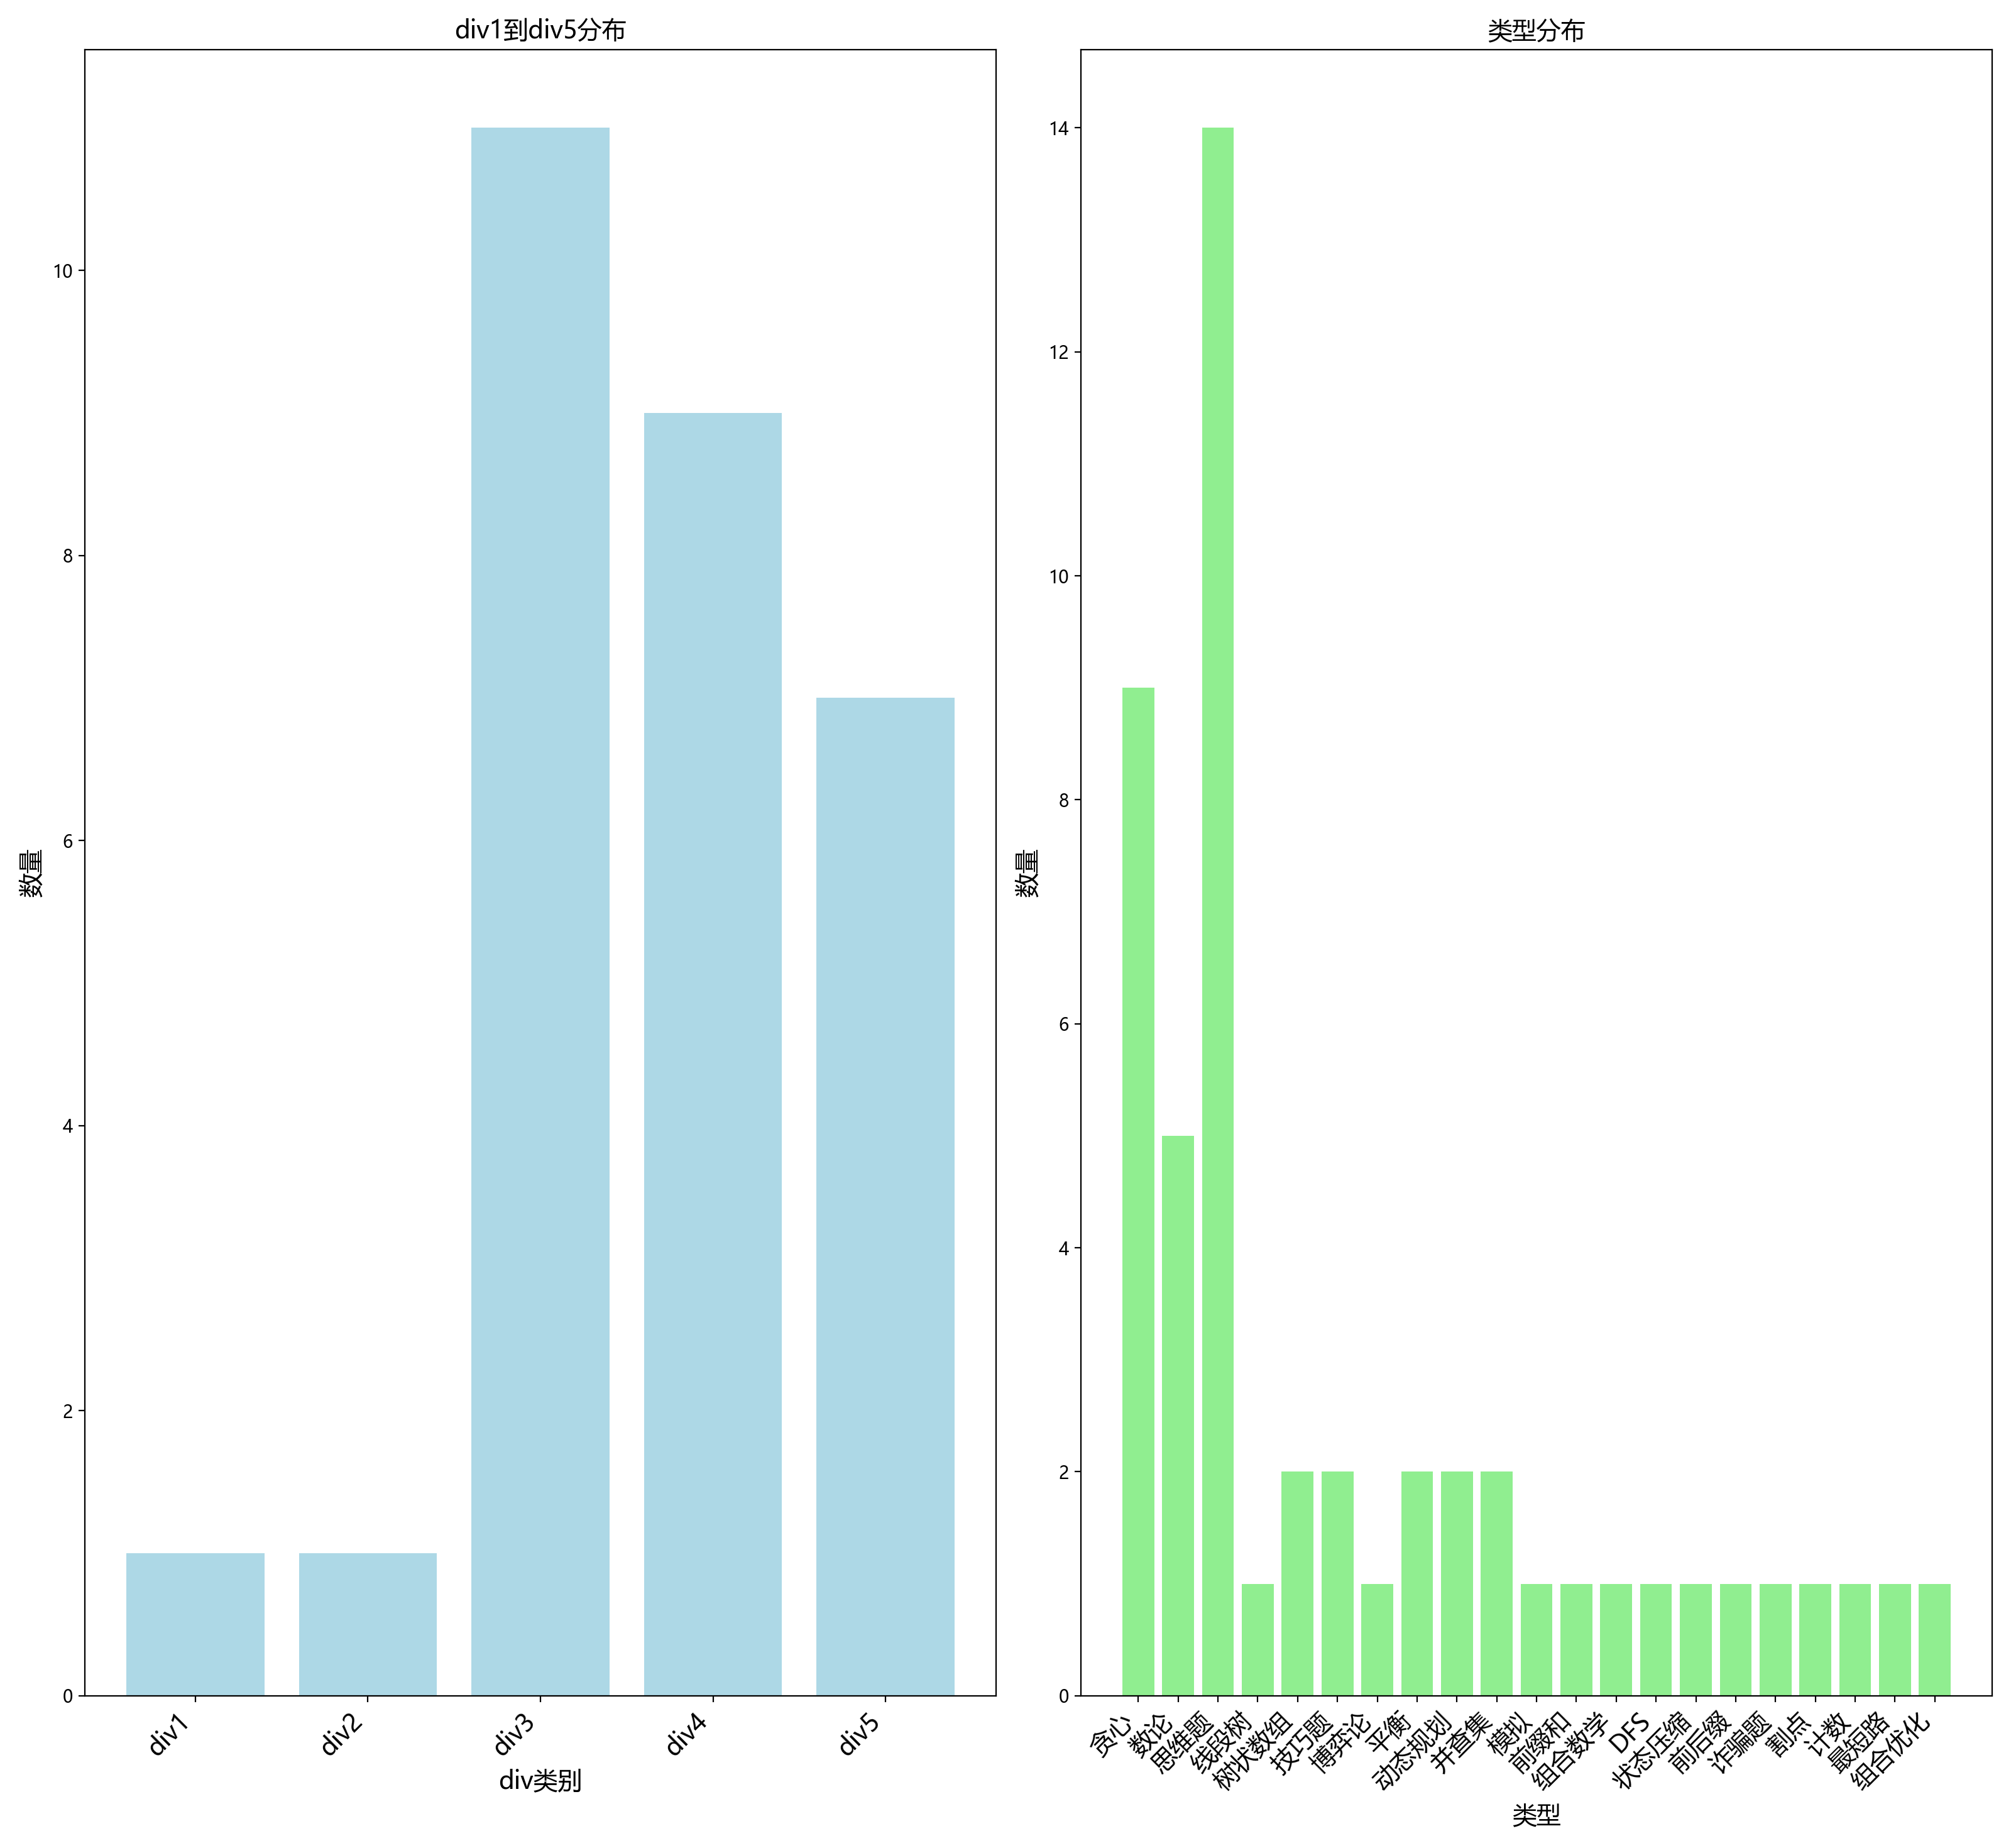 div1到div5分布
数量
10
8
6
4
2
0
div1
div2
div3
div4
div5
div类别
类型分布
数量
14
12
10
8
6
4
2
0
贪心
数论
思维题
线段树
树状数组
技巧题
博弈论
平衡
动态规划
并查集
模拟
前缀和
组合数学
DFS
状态压缩
前后缀
诈骗题
割点
计数
最短路
组合优化
类型